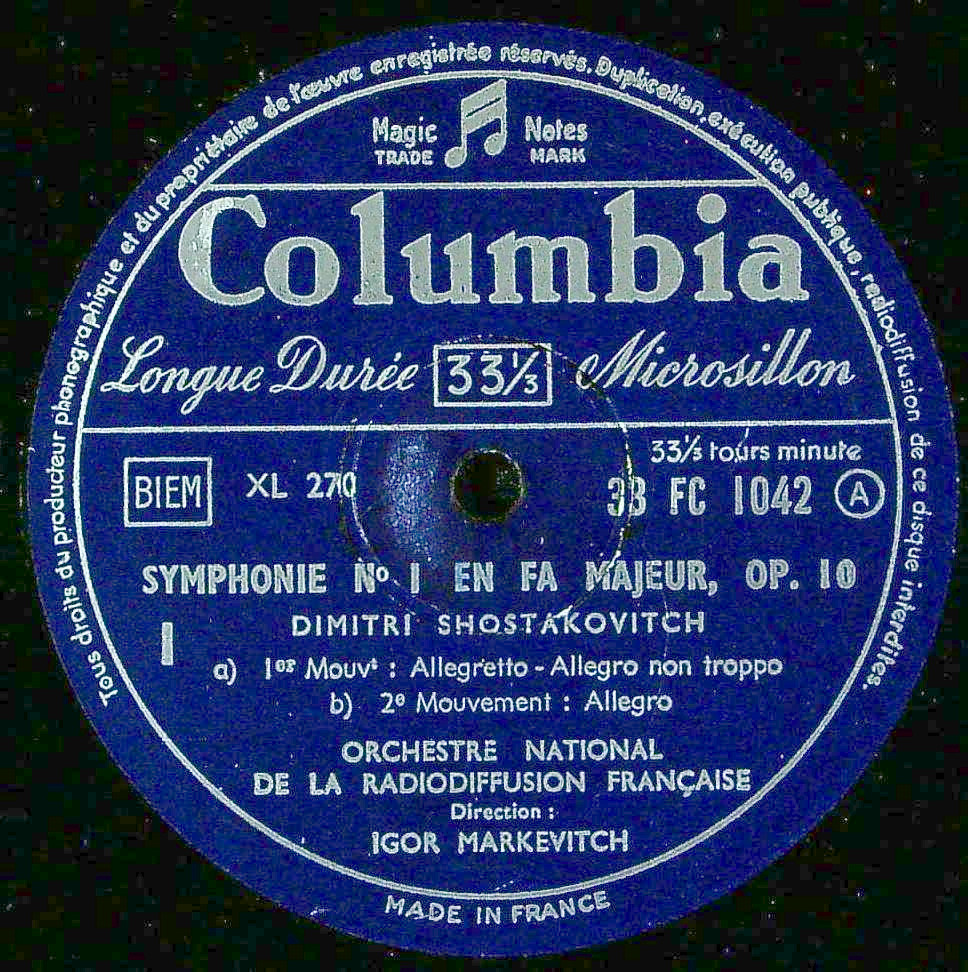 Tous droits du producteur phonographique et du propriétaire de l'œuvre enregistrée réservés. Duplication, exécution publique, radiodiffusion de ce disque interdites.
Magic Notes
TRADE MARK
Columbia
Longue Durée 33⅓ Microsillon
33⅓ tours minute
BIEM XL 270 33 FC 1042 A
SYMPHONIE No 1 EN FA MAJEUR, OP. 10
DIMITRI SHOSTAKOVITCH
1
a) 1er Mouvt : Allegretto - Allegro non troppo
b) 2e Mouvement : Allegro
ORCHESTRE NATIONAL
DE LA RADIODIFFUSION FRANÇAISE
Direction :
IGOR MARKEVITCH
MADE IN FRANCE